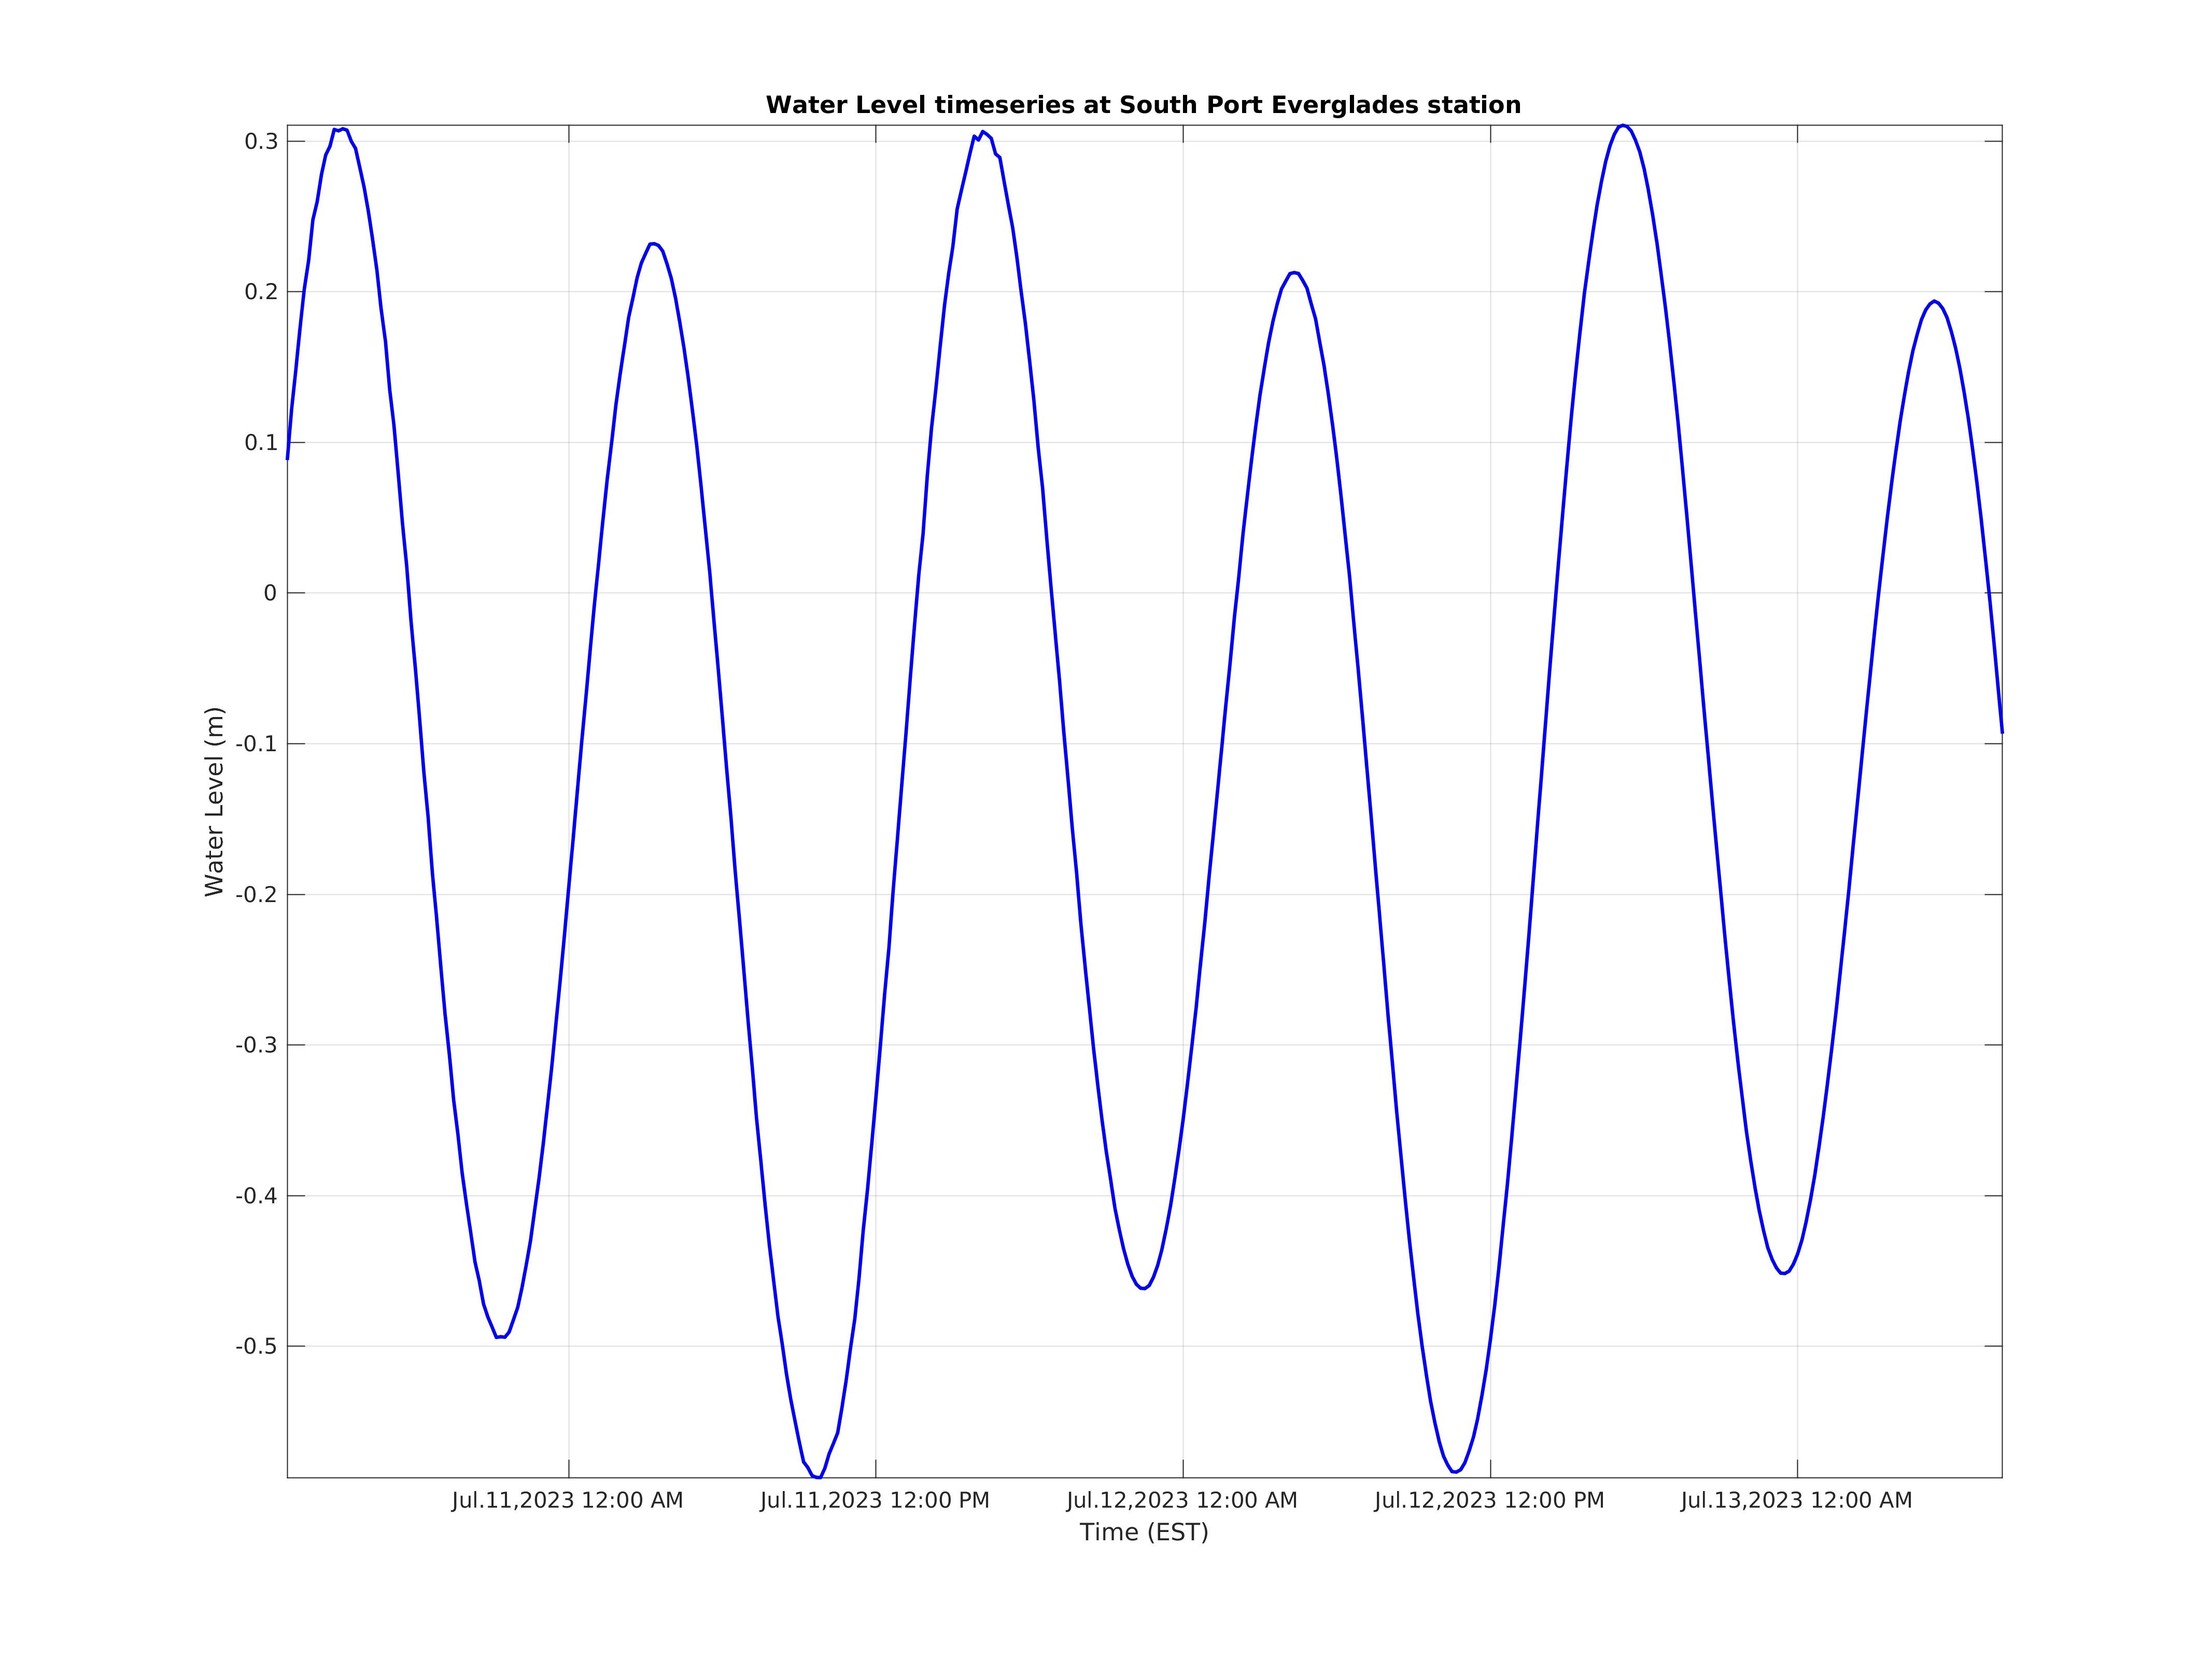 Water Level timeseries at South Port Everglades station
0.3
0.2
0.1
0
-0.1
-0.2
-0.3
-0.4
-0.5
Water Level (m)
Jul.11,2023 12:00 AM
Jul.11,2023 12:00 PM
Jul.12,2023 12:00 AM
Jul.12,2023 12:00 PM
Jul.13,2023 12:00 AM
Time (EST)